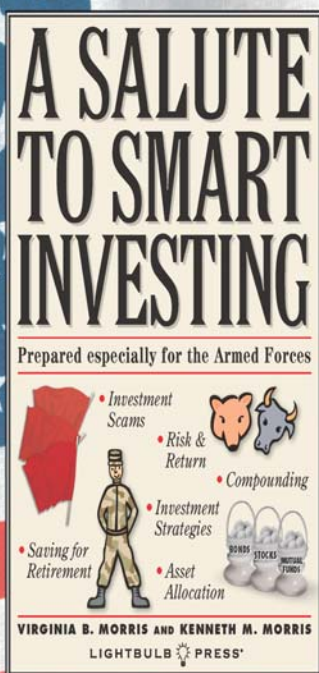 A SALUTE
TO SMART
INVESTING
Prepared especially for the Armed Forces
• Investment
Scams
• Risk &
Return
• Compounding
• Investment
Strategies
• Saving for
Retirement
• Asset
Allocation
BONDS
STOCKS
MUTUAL
FUNDS
VIRGINIA B. MORRIS AND KENNETH M. MORRIS
LIGHTBULB PRESS®